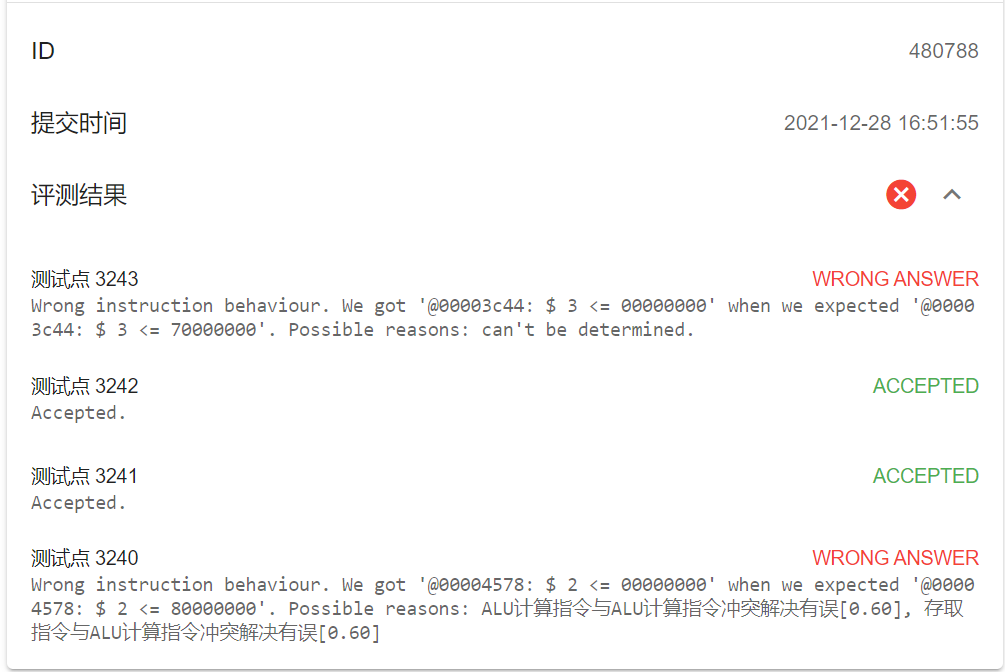 ID
480788
提交时间
2021-12-28 16:51:55
评测结果
测试点 3243
WRONG ANSWER
Wrong instruction behaviour. We got '@00003c44: $ 3 <= 00000000' when we expected '@0000
3c44: $ 3 <= 70000000'. Possible reasons: can't be determined.
测试点 3242
ACCEPTED
Accepted.
测试点 3241
ACCEPTED
Accepted.
测试点 3240
WRONG ANSWER
Wrong instruction behaviour. We got '@00004578: $ 2 <= 00000000' when we expected '@0000
4578: $ 2 <= 80000000'. Possible reasons: ALU计算指令与ALU计算指令冲突解决有误[0.60], 存取
指令与ALU计算指令冲突解决有误[0.60]